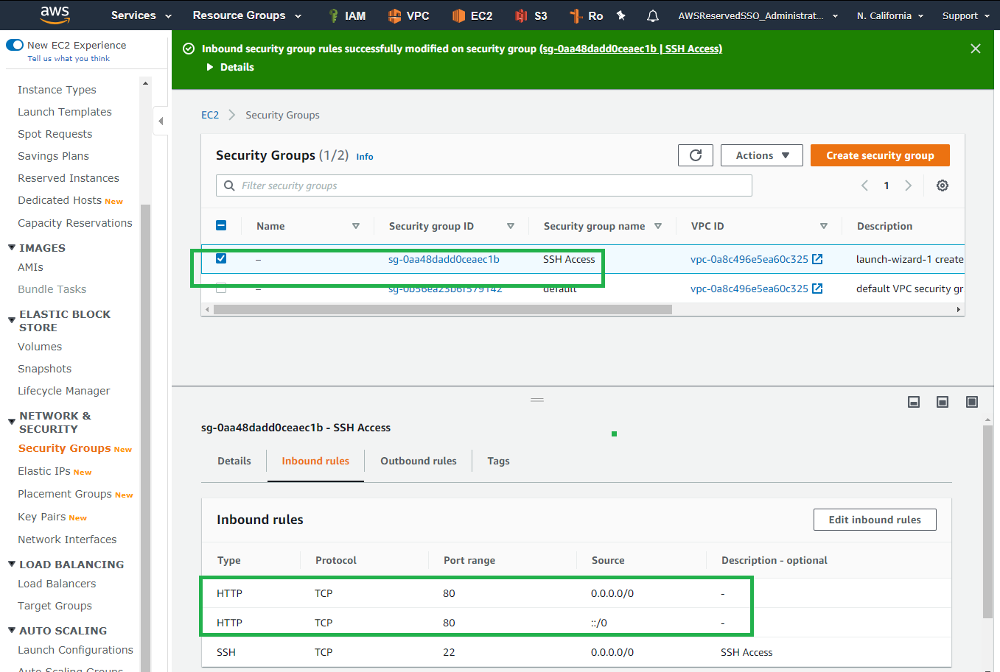 aws Services Resource Groups IAM VPC EC2 S3 Ro AWSReservedSSO_Administrat... N. California Support
New EC2 Experience
Tell us what you think
Instance Types
Launch Templates
Spot Requests
Savings Plans
Reserved Instances
Dedicated Hosts New
Capacity Reservations
IMAGES
AMIs
Bundle Tasks
ELASTIC BLOCK
STORE
Volumes
Snapshots
Lifecycle Manager
NETWORK &
SECURITY
Security Groups New
Elastic IPs New
Placement Groups New
Key Pairs New
Network Interfaces
LOAD BALANCING
Load Balancers
Target Groups
AUTO SCALING
Launch Configurations
Auto Scaling Groups
Inbound security group rules successfully modified on security group (sg-0aa48dadd0ceaec1b | SSH Access)
Details
EC2 Security Groups
Security Groups (1/2) Info
Actions
Create security group
Filter security groups
1
Name Security group ID Security group name VPC ID Description
– sg-0aa48dadd0ceaec1b SSH Access vpc-0a8c496e5ea60c325 launch-wizard-1 create
– sg-0b56ea23b6f579142 default vpc-0a8c496e5ea60c325 default VPC security gr
sg-0aa48dadd0ceaec1b - SSH Access
Details Inbound rules Outbound rules Tags
Inbound rules
Edit inbound rules
Type Protocol Port range Source Description - optional
HTTP TCP 80 0.0.0.0/0 -
HTTP TCP 80 ::/0 -
SSH TCP 22 0.0.0.0/0 SSH Access